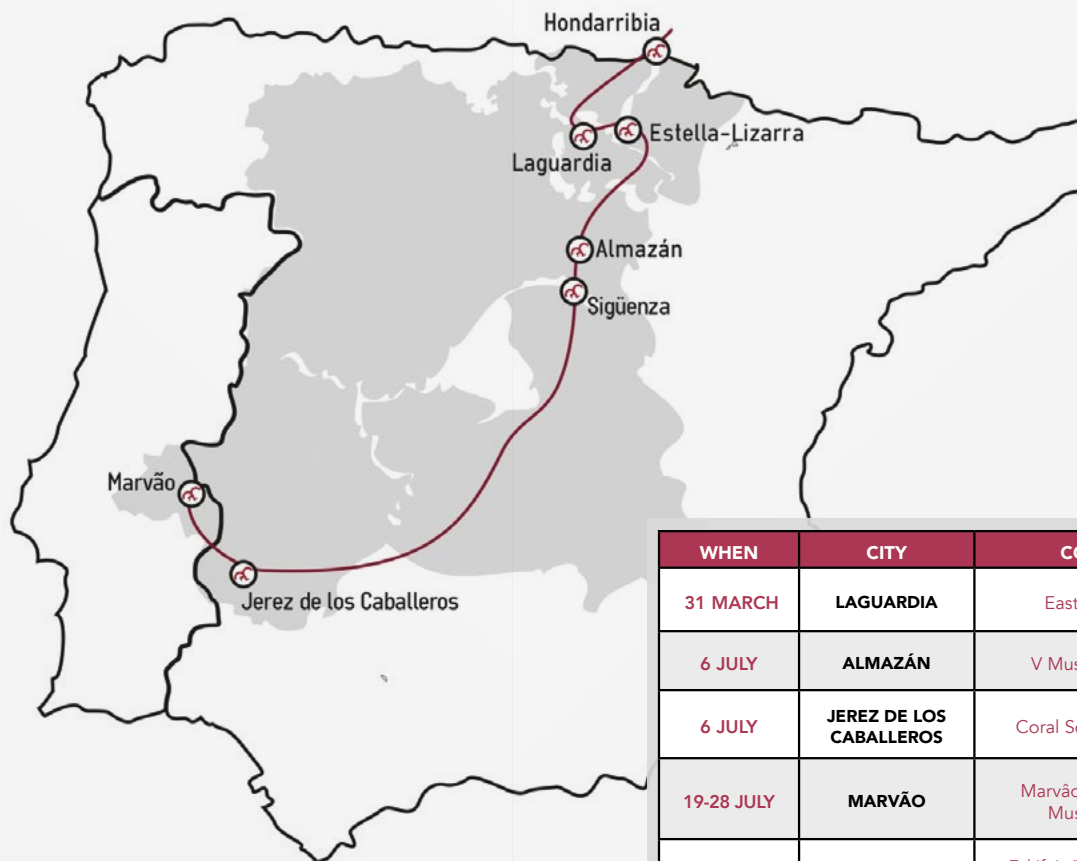 Hondarribia
Estella-Lizarra
Laguardia
Almazán
Sigüenza
Marvão
Jerez de los Caballeros
WHEN CITY
31 MARCH LAGUARDIA
6 JULY ALMAZÁN V
6 JULY JEREZ DE LOS
CABALLEROS Coral
19-28 JULY MARVÃO